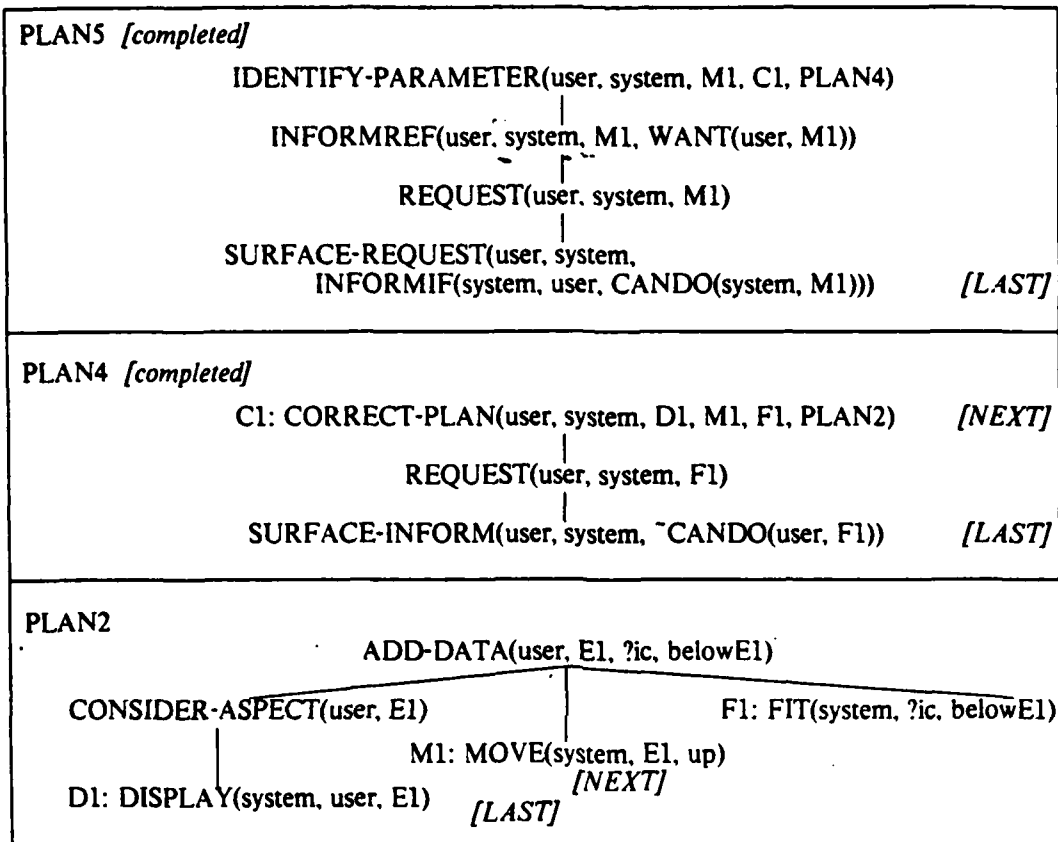 PLAN5 [completed]
IDENTIFY-PARAMETER(user, system, M1, C1, PLAN4)
INFORMREF(user, system, M1, WANT(user, M1))
REQUEST(user, system, M1)
SURFACE-REQUEST(user, system,
INFORMIF(system, user, CANDO(system, M1))) [LAST]
PLAN4 [completed]
C1: CORRECT-PLAN(user, system, D1, M1, F1, PLAN2) [NEXT]
REQUEST(user, system, F1)
SURFACE-INFORM(user, system, ~CANDO(user, F1)) [LAST]
PLAN2
ADD-DATA(user, E1, ?ic, belowE1)
CONSIDER-ASPECT(user, E1) F1: FIT(system, ?ic, belowE1)
M1: MOVE(system, E1, up)
[NEXT]
D1: DISPLAY(system, user, E1) [LAST]